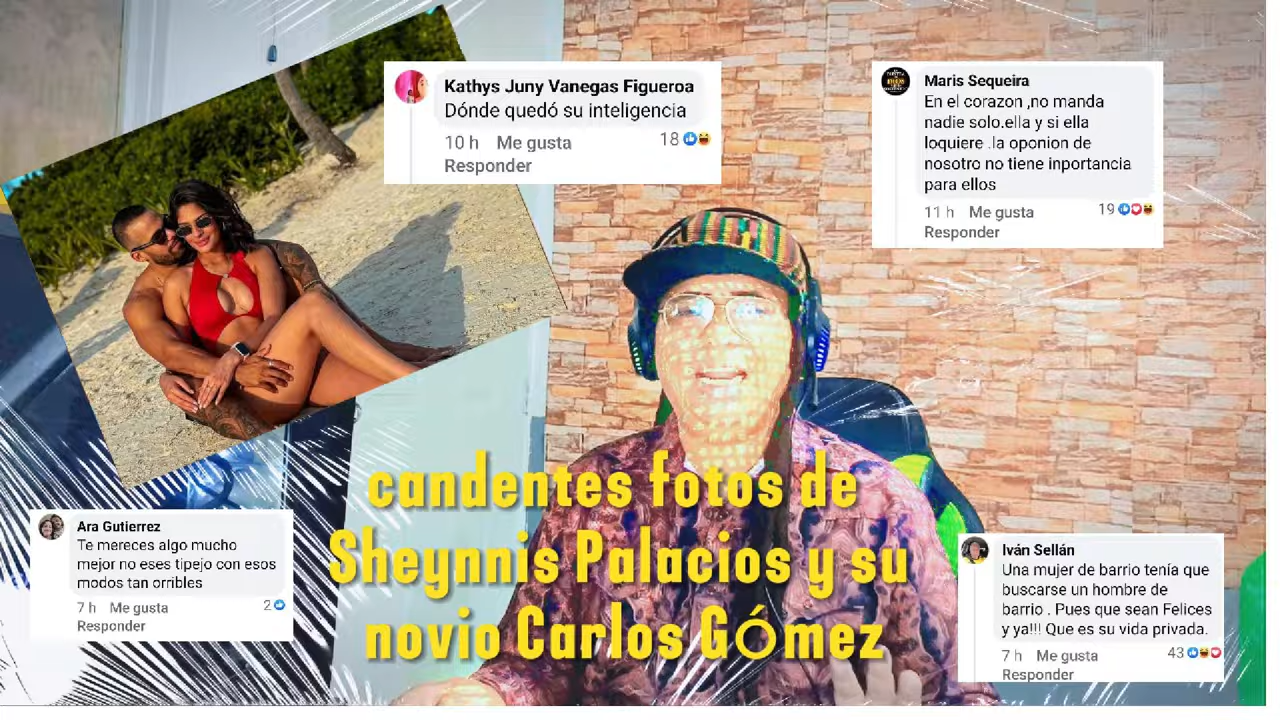 Kathys Juny Vanegas Figueroa
Dónde quedó su inteligencia
10 h Me gusta 18
Responder
Maris Sequeira
En el corazon ,no manda
nadie solo.ella y si ella
loquiere .la oponion de
nosotro no tiene inportancia
para ellos
11 h Me gusta 19
Responder
candentes fotos de
Sheynnis Palacios y su
novio Carlos Gómez
Ara Gutierrez
Te mereces algo mucho
mejor no eses tipejo con esos
modos tan orribles
7 h Me gusta 2
Responder
Iván Sellán
Una mujer de barrio tenía que
buscarse un hombre de
barrio . Pues que sean Felices
y ya!!! Que es su vida privada.
7 h Me gusta 43
Responder